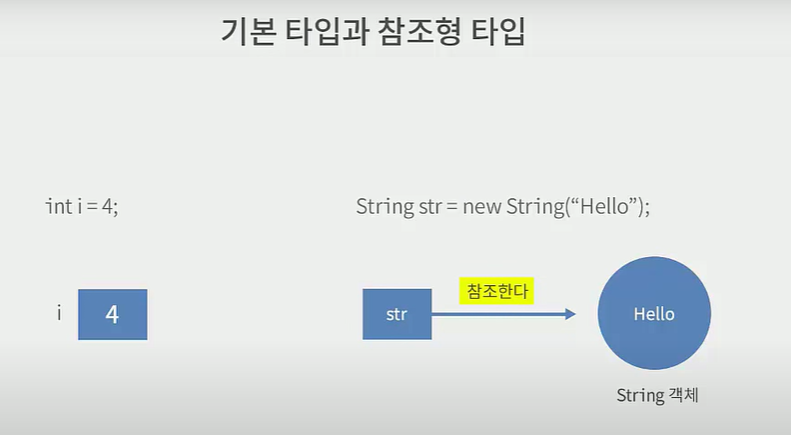 기본 타입과 참조형 타입
int i = 4;
String str = new String(“Hello”);
i
4
str
참조한다
Hello
String 객체